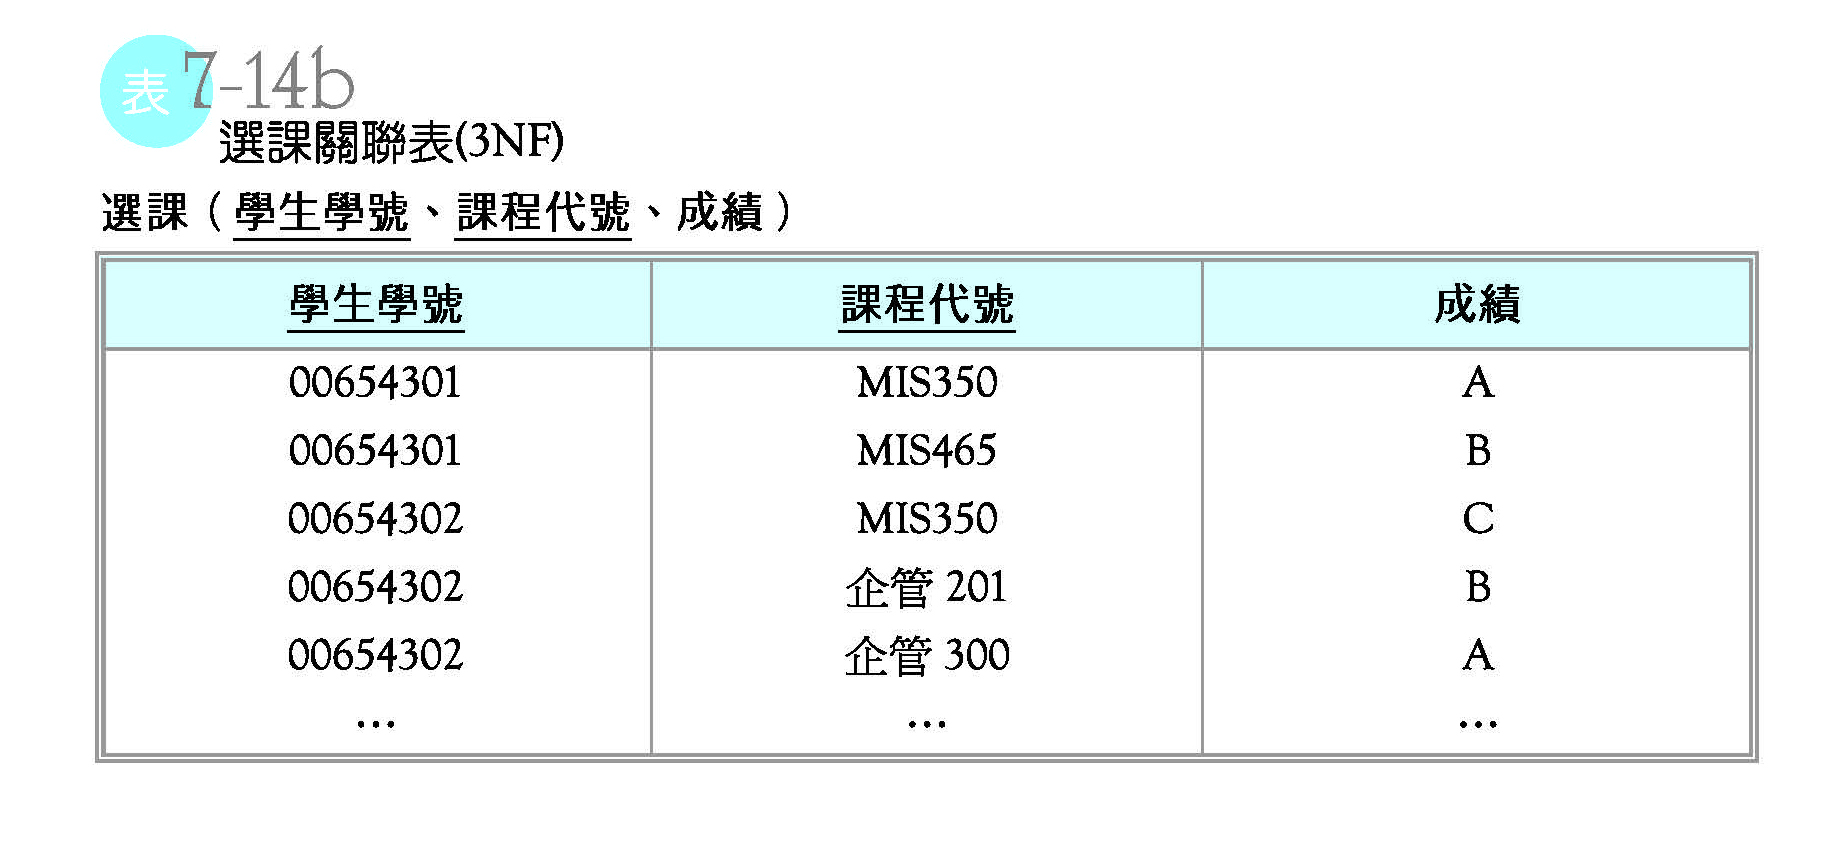 表 7-14b
選課關聯表(3NF)
選課（學生學號、課程代號、成績）
學生學號 課程代號 成績
00654301 MIS350 A
00654301 MIS465 B
00654302 MIS350 C
00654302 企管 201 B
00654302 企管 300 A
… … …